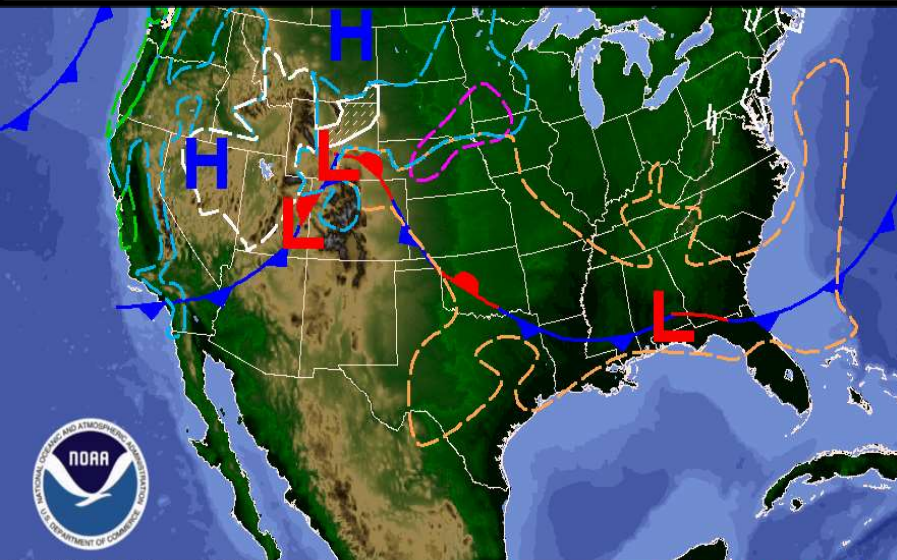 H
H
L
L
L
NATIONAL OCEANIC AND ATMOSPHERIC ADMINISTRATION
NOAA
U.S. DEPARTMENT OF COMMERCE